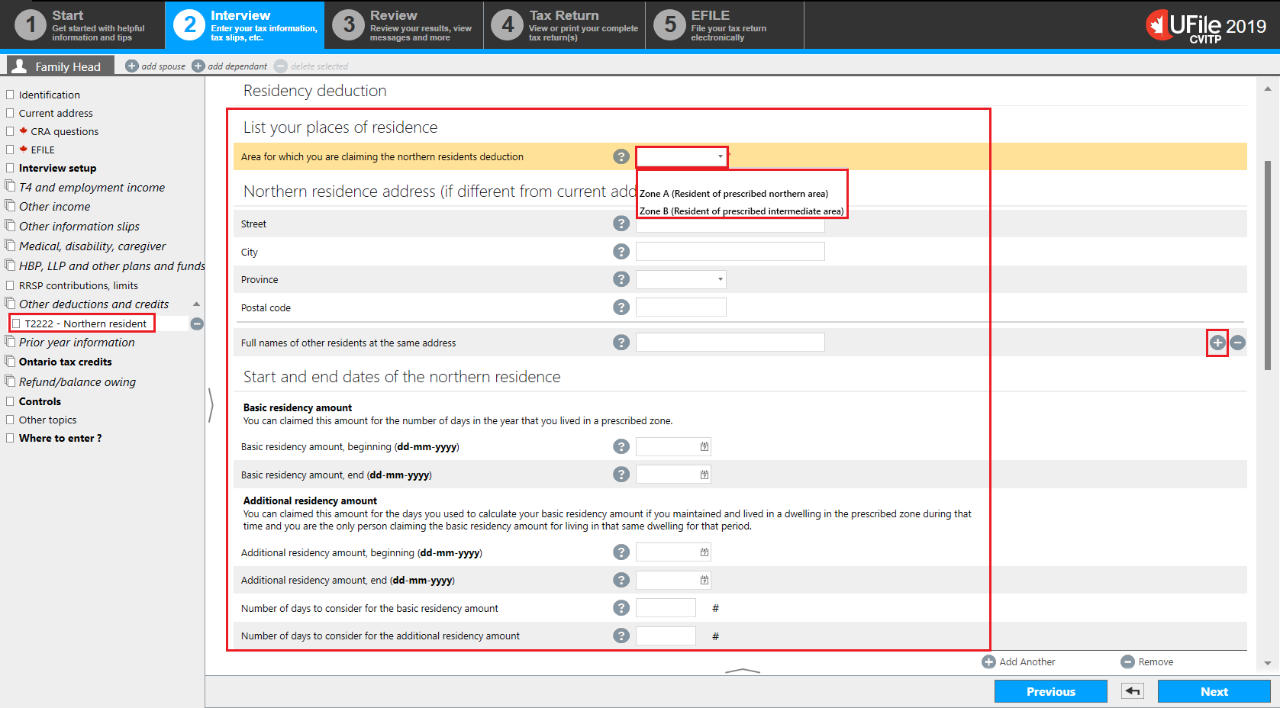 1 Start
Get started with helpful
information and tips
2 Interview
Enter your tax information,
tax slips, etc.
3 Review
Review your results, view
messages and more
4 Tax Return
View or print your complete
tax return(s)
5 EFILE
File your tax return
electronically
UFile 2019
CVITP
Family Head
add spouse
add dependant
delete selected
Identification
Current address
CRA questions
EFILE
Interview setup
T4 and employment income
Other income
Other information slips
Medical, disability, caregiver
HBP, LLP and other plans and funds
RRSP contributions, limits
Other deductions and credits
T2222 - Northern resident
Prior year information
Ontario tax credits
Refund/balance owing
Controls
Other topics
Where to enter ?
Residency deduction
List your places of residence
Area for which you are claiming the northern residents deduction ?
Zone A (Resident of prescribed northern area)
Zone B (Resident of prescribed intermediate area)
Northern residence address (if different from current add
Street ?
City ?
Province ?
Postal code ?
Full names of other residents at the same address ?
Start and end dates of the northern residence
Basic residency amount
You can claimed this amount for the number of days in the year that you lived in a prescribed zone.
Basic residency amount, beginning (dd-mm-yyyy) ?
Basic residency amount, end (dd-mm-yyyy) ?
Additional residency amount
You can claimed this amount for the days you used to calculate your basic residency amount if you maintained and lived in a dwelling in the prescribed zone during that
time and you are the only person claiming the basic residency amount for living in that same dwelling for that period.
Additional residency amount, beginning (dd-mm-yyyy) ?
Additional residency amount, end (dd-mm-yyyy) ?
Number of days to consider for the basic residency amount ? #
Number of days to consider for the additional residency amount ? #
Add Another
Remove
Previous
Next